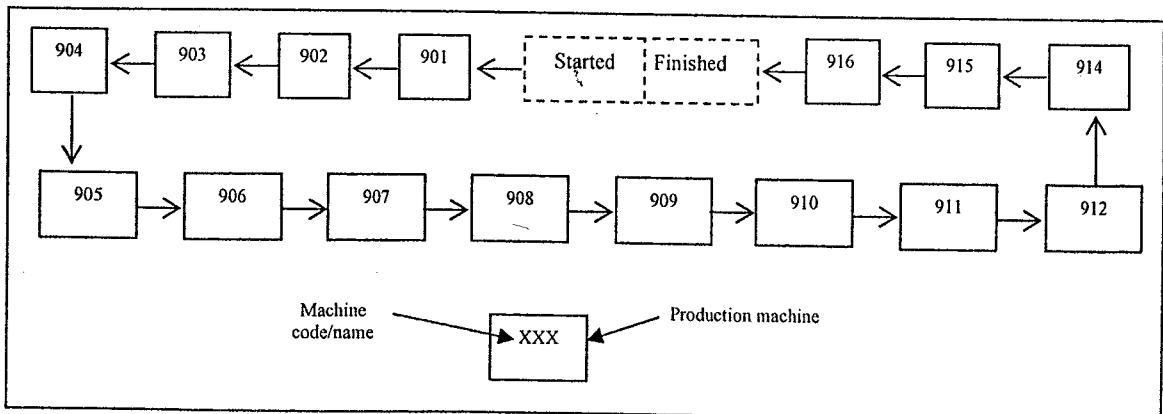 904
903
902
901
Started
Finished
916
915
914
905
906
907
908
909
910
911
912
Machine
code/name
XXX
Production machine